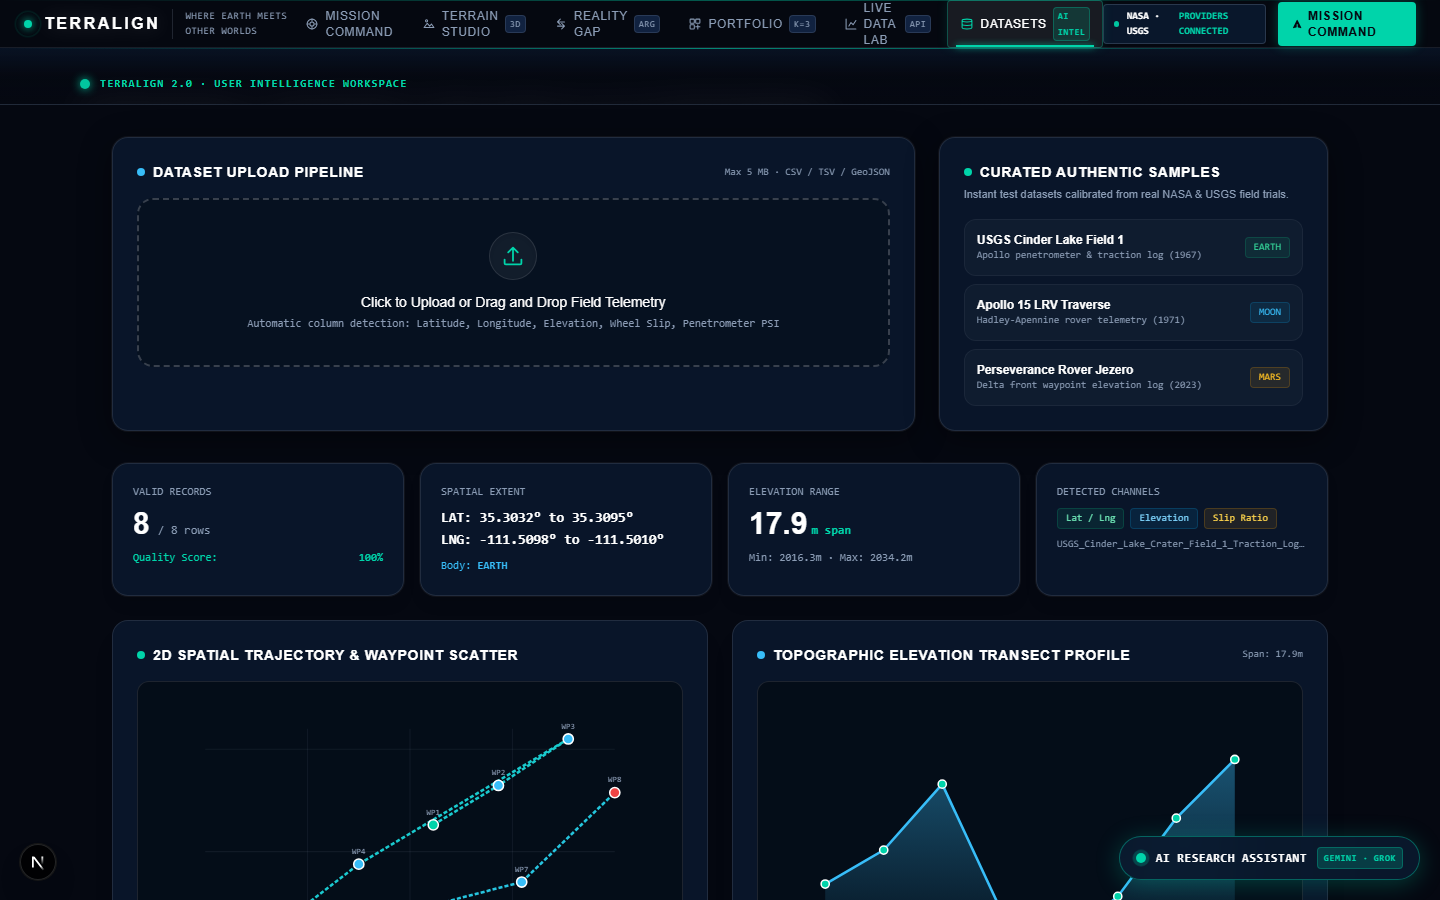 TERRALIGN
WHERE EARTH MEETS
OTHER WORLDS
MISSION
COMMAND
TERRAIN
STUDIO
3D
REALITY
GAP
ARG
PORTFOLIO
K=3
LIVE
DATA
LAB
API
DATASETS
AI
INTEL
NASA ·
USGS
PROVIDERS
CONNECTED
MISSION
COMMAND
TERRALIGN 2.0 · USER INTELLIGENCE WORKSPACE
DATASET UPLOAD PIPELINE
Max 5 MB · CSV / TSV / GeoJSON
Click to Upload or Drag and Drop Field Telemetry
Automatic column detection: Latitude, Longitude, Elevation, Wheel Slip, Penetrometer PSI
CURATED AUTHENTIC SAMPLES
Instant test datasets calibrated from real NASA & USGS field trials.
USGS Cinder Lake Field 1
Apollo penetrometer & traction log (1967)
EARTH
Apollo 15 LRV Traverse
Hadley-Apennine rover telemetry (1971)
MOON
Perseverance Rover Jezero
Delta front waypoint elevation log (2023)
MARS
VALID RECORDS
8 / 8 rows
Quality Score: 100%
SPATIAL EXTENT
LAT: 35.3032° to 35.3095°
LNG: -111.5098° to -111.5010°
Body: EARTH
ELEVATION RANGE
17.9 m span
Min: 2016.3m · Max: 2034.2m
DETECTED CHANNELS
Lat / Lng
Elevation
Slip Ratio
USGS_Cinder_Lake_Crater_Field_1_Traction_Log…
2D SPATIAL TRAJECTORY & WAYPOINT SCATTER
WP3
WP2
WP8
WP1
WP4
WP7
TOPOGRAPHIC ELEVATION TRANSECT PROFILE
Span: 17.9m
N
AI RESEARCH ASSISTANT
GEMINI · GROK